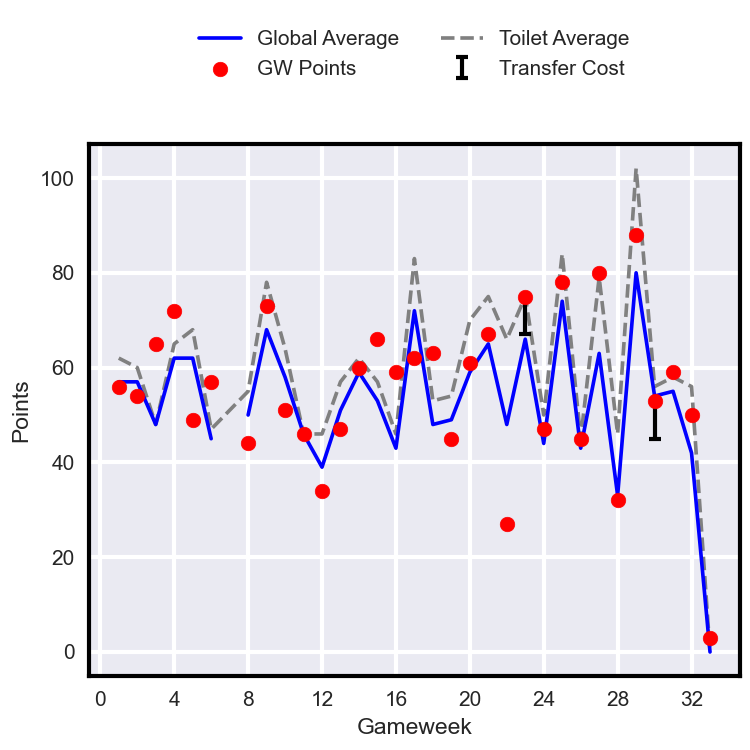 Global Average
GW Points
Toilet Average
Transfer Cost
Points
100
80
60
40
20
0
0 4 8 12 16 20 24 28 32
Gameweek